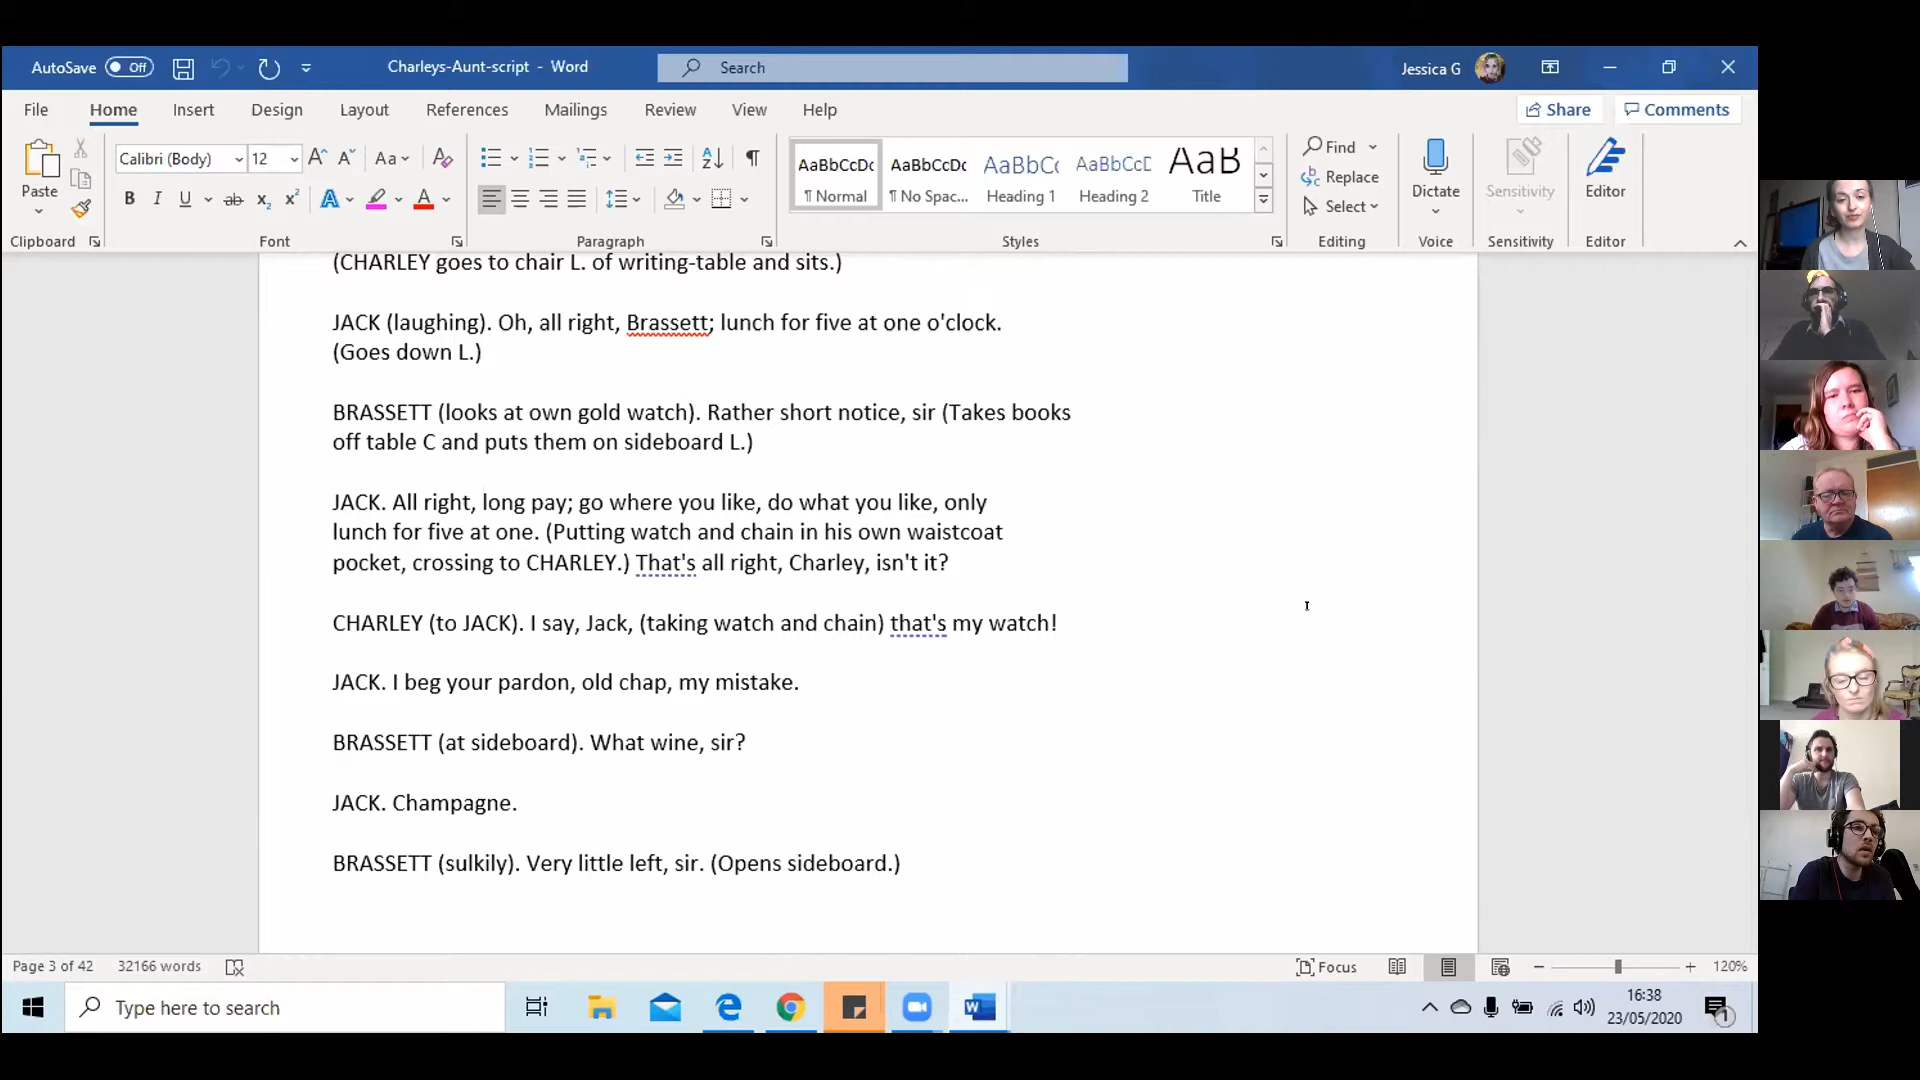 AutoSave Off Charleys-Aunt-script - Word Search Jessica G
File Home Insert Design Layout References Mailings Review View Help Share Comments
Calibri (Body) 12 Aa AaBbCcDc AaBbCcDc AaBbCc AaBbCcD AaB Find
Paste Replace Dictate Sensitivity Editor
B I U ab x2 x2 A A ¶ Normal ¶ No Spac... Heading 1 Heading 2 Title Select
Clipboard Font Paragraph Styles Editing Voice Sensitivity Editor
(CHARLEY goes to chair L. of writing-table and sits.)
JACK (laughing). Oh, all right, Brassett; lunch for five at one o'clock.
(Goes down L.)
BRASSETT (looks at own gold watch). Rather short notice, sir (Takes books
off table C and puts them on sideboard L.)
JACK. All right, long pay; go where you like, do what you like, only
lunch for five at one. (Putting watch and chain in his own waistcoat
pocket, crossing to CHARLEY.) That's all right, Charley, isn't it?
CHARLEY (to JACK). I say, Jack, (taking watch and chain) that's my watch!
JACK. I beg your pardon, old chap, my mistake.
BRASSETT (at sideboard). What wine, sir?
JACK. Champagne.
BRASSETT (sulkily). Very little left, sir. (Opens sideboard.)
Page 3 of 42 32166 words Focus 120%
Type here to search 16:38
23/05/2020
1